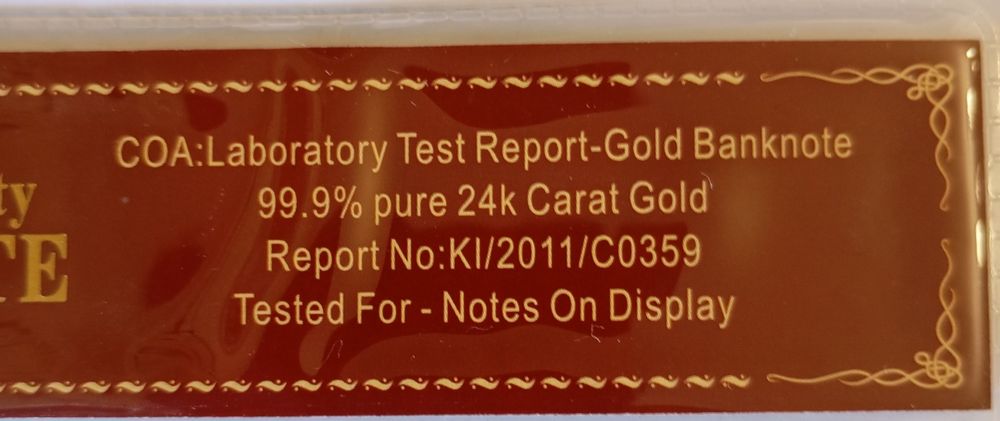 COA:Laboratory Test Report-Gold Banknote
99.9% pure 24k Carat Gold
Report No:KI/2011/C0359
Tested For - Notes On Display